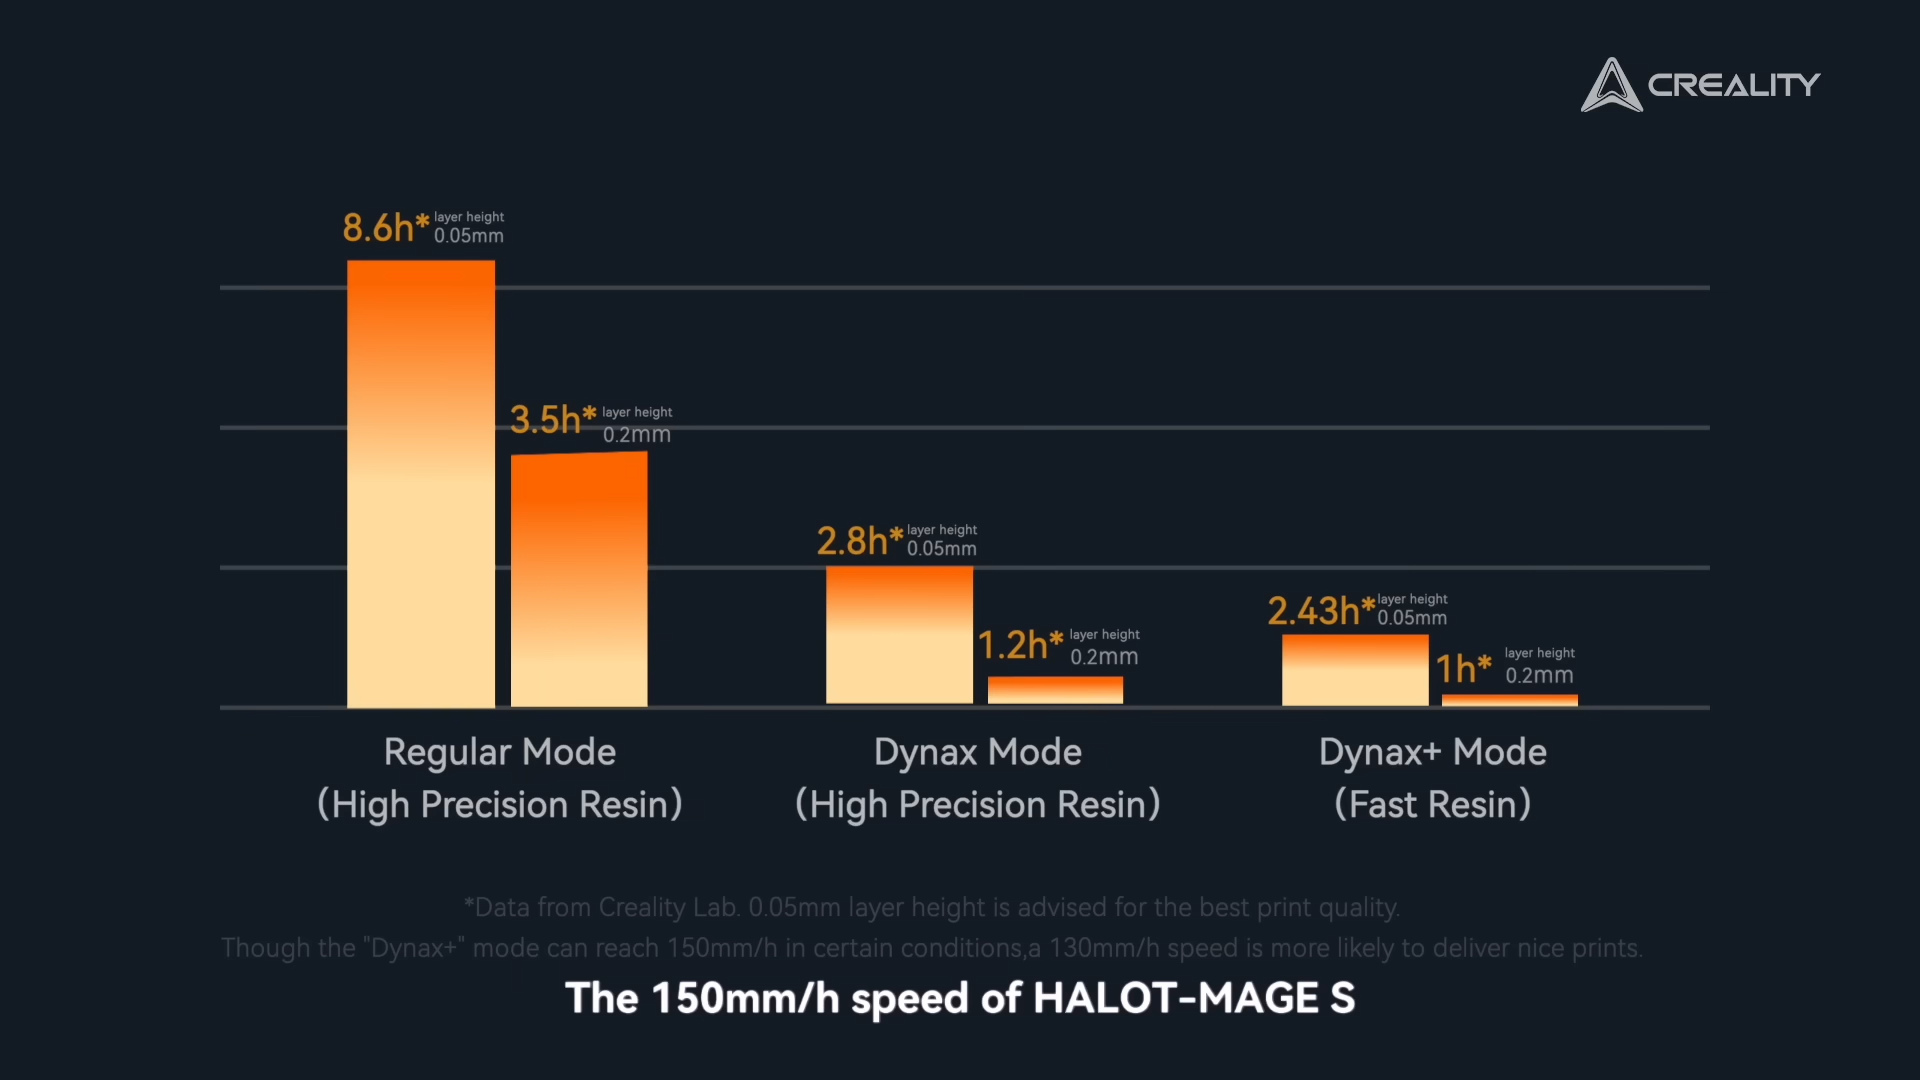 CREALITY
8.6h* layer height
0.05mm
3.5h* layer height
0.2mm
2.8h* layer height
0.05mm
1.2h* layer height
0.2mm
2.43h* layer height
0.05mm
1h* layer height
0.2mm
Regular Mode
(High Precision Resin)
Dynax Mode
(High Precision Resin)
Dynax+ Mode
(Fast Resin)
*Data from Creality Lab. 0.05mm layer height is advised for the best print quality.
Though the "Dynax+" mode can reach 150mm/h in certain conditions,a 130mm/h speed is more likely to deliver nice prints.
The 150mm/h speed of HALOT-MAGE S